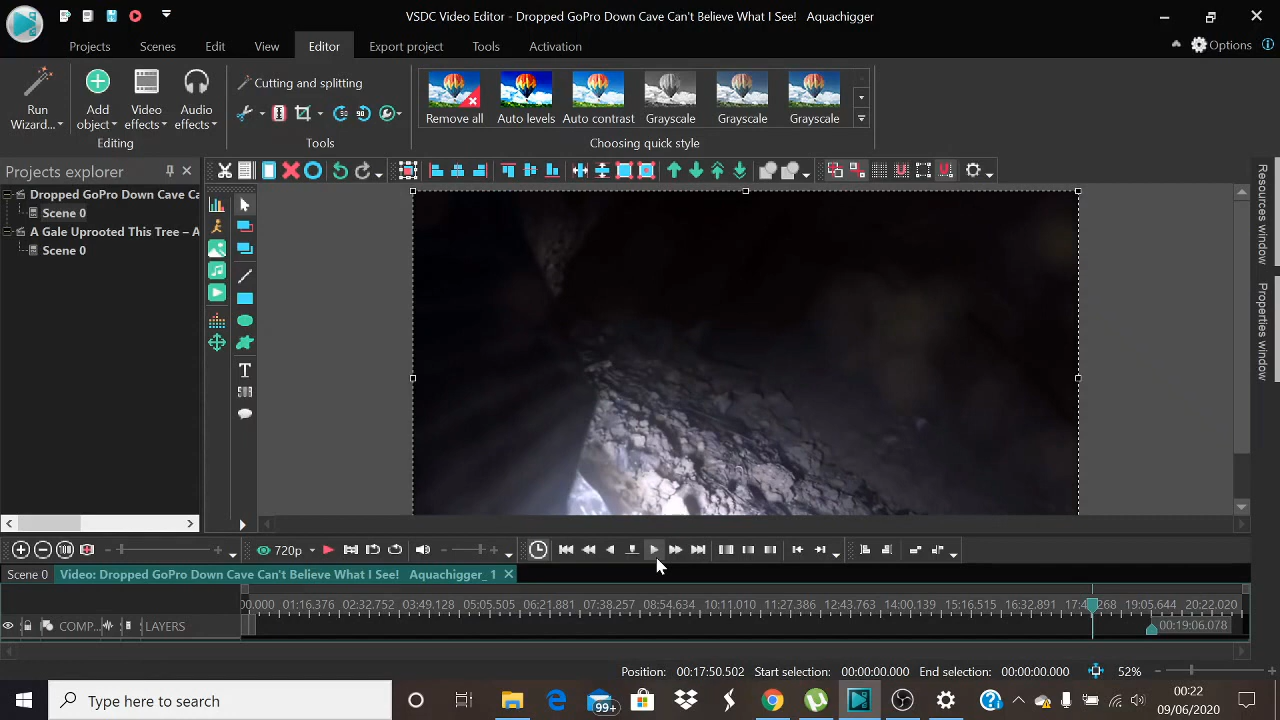 VSDC Video Editor - Dropped GoPro Down Cave Can't Believe What I See! Aquachigger
Projects Scenes Edit View Editor Export project Tools Activation
Options
Run Wizard...
Add object
Video effects
Audio effects
Editing
Cutting and splitting
Tools
Remove all
Auto levels
Auto contrast
Grayscale
Grayscale
Grayscale
Choosing quick style
Projects explorer
Dropped GoPro Down Cave Ca
Scene 0
A Gale Uprooted This Tree – A
Scene 0
Resources window
Properties window
720p
Scene 0
Video: Dropped GoPro Down Cave Can't Believe What I See! Aquachigger_ 1
00.000 01:16.376 02:32.752 03:49.128 05:05.505 06:21.881 07:38.257 08:54.634 10:11.010 11:27.386 12:43.763 14:00.139 15:16.515 16:32.891 17:4 .268 19:05.644 20:22.020
COMP... LAYERS
00:19:06.078
Position: 00:17:50.502 Start selection: 00:00:00.000 End selection: 00:00:00.000 52%
Type here to search
99+
00:22
09/06/2020